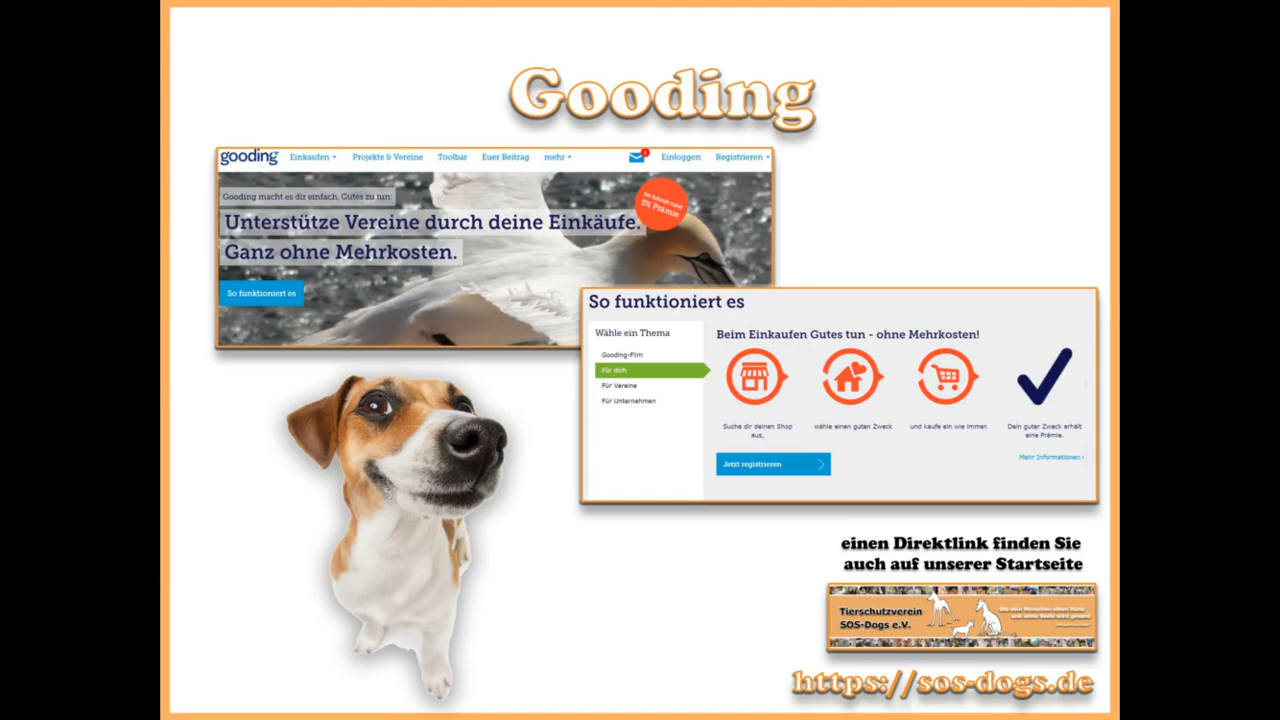 Gooding
gooding Einkaufen Projekte & Vereine Toolbar Euer Beitrag mehr 1 Einloggen Registrieren
Gooding macht es dir einfach, Gutes zu tun:
Unterstütze Vereine durch deine Einkäufe.
Ganz ohne Mehrkosten.
5% Prämie
So funktioniert es
So funktioniert es
Wähle ein Thema
Gooding-Film
Für dich
Für Vereine
Für Unternehmen
Beim Einkaufen Gutes tun - ohne Mehrkosten!
Suche dir deinen Shop
aus,
wähle einen guten Zweck
und kaufe ein wie immer.
Dein guter Zweck erhält
eine Prämie.
Mehr Informationen ›
Jetzt registrieren
einen Direktlink finden Sie
auch auf unserer Startseite
Tierschutzverein
SOS-Dogs e.V.
https://sos-dogs.de